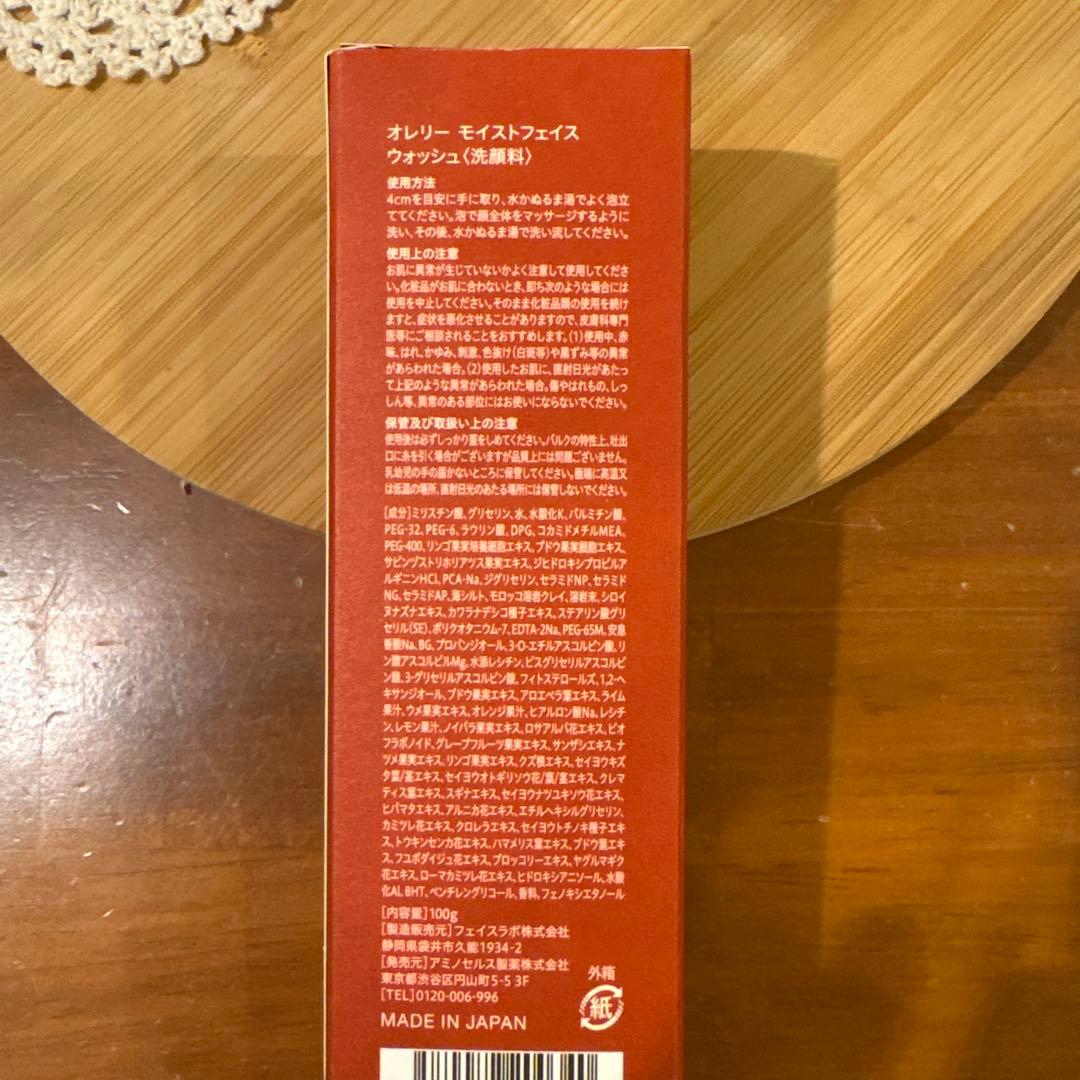 オレリー モイストフェイス
ウォッシュ〈洗顔料〉
使用方法
4cmを目安に手に取り、水かぬるま湯でよく泡立
ててください。泡で顔全体をマッサージするように
洗い、その後、水かぬるま湯で洗い流してください。
使用上の注意
お肌に異常が生じていないかよく注意して使用してくださ
い。化粧品がお肌に合わないとき、即ち次のような場合には
使用を中止してください。そのまま化粧品類の使用を続け
ますと、症状を悪化させることがありますので、皮膚科専門
医等にご相談されることをおすすめします。(1)使用中、赤
味、はれ、かゆみ、刺激、色抜け(白斑等)や黒ずみ等の異常
があらわれた場合。(2)使用したお肌に、直射日光があたっ
て上記のような異常があらわれた場合。傷やはれもの、しっ
しん等、異常のある部位にはお使いにならないでください。
保管及び取扱い上の注意
使用後は必ずしっかり蓋をしめてください。バルクの特性上、吐出
口に糸を引く場合がございますが品質上には問題ございません。
乳幼児の手の届かないところに保管してください。極端に高温又
は低温の場所、直射日光のあたる場所には保管しないでください。
[成分]ミリスチン酸、グリセリン、水、水酸化K、パルミチン酸、
PEG-32、PEG-6、ラウリン酸、DPG、コカミドメチルMEA、
PEG-400、リンゴ果実培養細胞エキス、ブドウ果実細胞エキス、
サピンヅストリホリアツス果実エキス、ジヒドロキシプロピルア
ルギニンHCl、PCA-Na、ジグリセリン、セラミドNP、セラミド
NG、セラミドAP、海シルト、モロッコ溶岩クレイ、溶岩末、シロイ
ヌナズナエキス、カワラナデシコ種子エキス、ステアリン酸グリ
セリル(SE)、ポリクオタニウム-7、EDTA-2Na、PEG-65M、安息
香酸Na、BG、プロパンジオール、3-O-エチルアスコルビン酸、リ
ン酸アスコルビルMg、水添レシチン、ビスグリセリルアスコルビ
ン酸、3-グリセリルアスコルビン酸、フィトステロールズ、1,2-ヘ
キサンジオール、ブドウ果実エキス、アロエベラ葉エキス、ライム
果汁、ウメ果実エキス、オレンジ果汁、ヒアルロン酸Na、レシチ
ン、レモン果汁、ノイバラ果実エキス、ロサアルバ花エキス、ビオ
フラボノイド、グレープフルーツ果実エキス、サンザシエキス、ナ
ツメ果実エキス、リンゴ果実エキス、クズ根エキス、セイヨウキズ
タ葉/茎エキス、セイヨウオトギリソウ花/葉/茎エキス、クレマ
ティス葉エキス、スギナエキス、セイヨウナツユキソウ花エキス、
ヒバマタエキス、アルニカ花エキス、エチルヘキシルグリセリン、
カミツレ花エキス、クロレラエキス、セイヨウトチノキ種子エキ
ス、トウキンセンカ花エキス、ハマメリス葉エキス、ブドウ葉エキ
ス、フユボダイジュ花エキス、ブロッコリーエキス、ヤグルマギク
花エキス、ローマカミツレ花エキス、ヒドロキシアニソール、水酸
化AL BHT、ペンチレングリコール、香料、フェノキシエタノール
[内容量]100g
[製造販売元]フェイスラボ株式会社
静岡県袋井市久能1934-2
[発売元]アミノセルス製薬株式会社
東京都渋谷区円山町5-5 3F
[TEL]0120-006-996
外箱
紙
MADE IN JAPAN